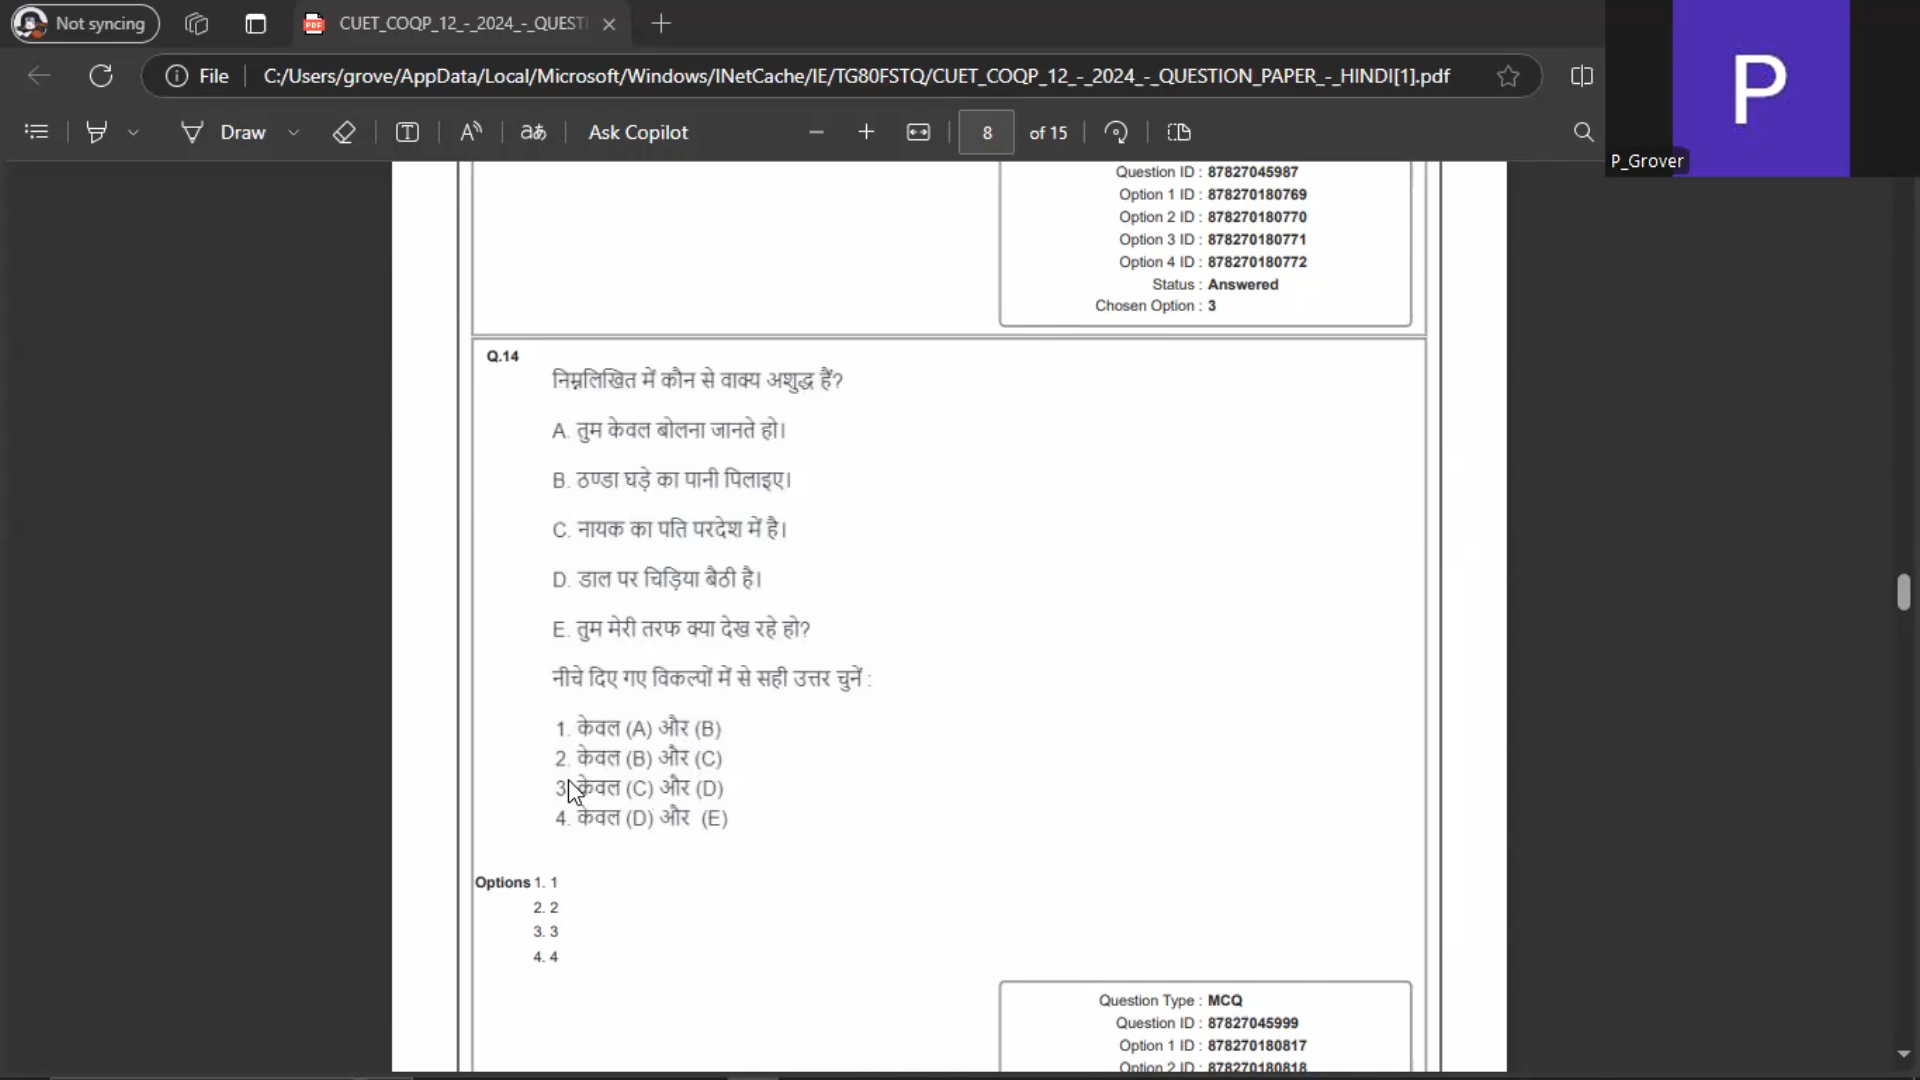 Not syncing
CUET_COQP_12_-_2024_-_QUESTI
File
C:/Users/grove/AppData/Local/Microsoft/Windows/INetCache/IE/TG80FSTQ/CUET_COQP_12_-_2024_-_QUESTION_PAPER_-_HINDI[1].pdf
Draw
Ask Copilot
8 of 15
P
P_Grover
Question ID : 87827045987
Option 1 ID : 878270180769
Option 2 ID : 878270180770
Option 3 ID : 878270180771
Option 4 ID : 878270180772
Status : Answered
Chosen Option : 3
Q.14
निम्नलिखित में कौन से वाक्य अशुद्ध हैं?
A. तुम केवल बोलना जानते हो।
B. ठण्डा घड़े का पानी पिलाइए।
C. नायक का पति परदेश में है।
D. डाल पर चिड़िया बैठी है।
E. तुम मेरी तरफ क्या देख रहे हो?
नीचे दिए गए विकल्पों में से सही उत्तर चुनें :
1. केवल (A) और (B)
2. केवल (B) और (C)
3. केवल (C) और (D)
4. केवल (D) और (E)
Options 1. 1
2. 2
3. 3
4. 4
Question Type : MCQ
Question ID : 87827045999
Option 1 ID : 878270180817
Option 2 ID : 878270180818